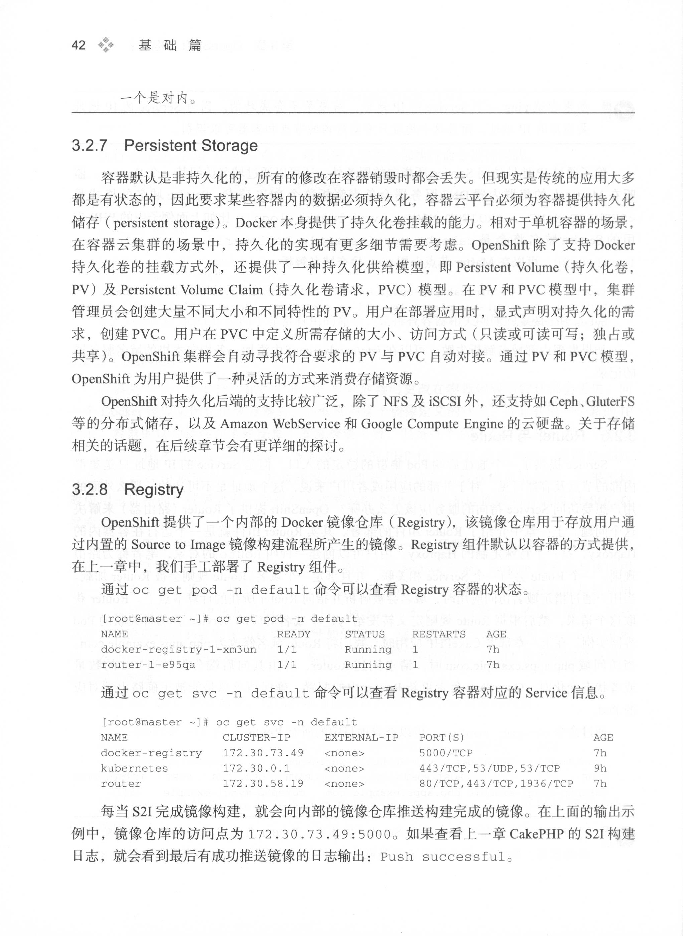 42 基 础 篇
一个是对内。
3.2.7 Persistent Storage
容器默认是非持久化的，所有的修改在容器销毁时都会丢失。但现实是传统的应用大多
都是有状态的，因此要求某些容器内的数据必须持久化，容器云平台必须为容器提供持久化
储存（persistent storage）。Docker 本身提供了持久化卷挂载的能力。相对于单机容器的场景，
在容器云集群的场景中，持久化的实现有更多细节需要考虑。OpenShift 除了支持 Docker
持久化卷的挂载方式外，还提供了一种持久化供给模型，即 Persistent Volume（持久化卷，
PV）及 Persistent Volume Claim（持久化卷请求，PVC）模型。在 PV 和 PVC 模型中，集群
管理员会创建大量不同大小和不同特性的 PV。用户在部署应用时，显式声明对持久化的需
求，创建 PVC。用户在 PVC 中定义所需存储的大小、访问方式（只读或可读可写；独占或
共享）。OpenShift 集群会自动寻找符合要求的 PV 与 PVC 自动对接。通过 PV 和 PVC 模型，
OpenShift 为用户提供了一种灵活的方式来消费存储资源。
OpenShift 对持久化后端的支持比较广泛，除了 NFS 及 iSCSI 外，还支持如 Ceph、GluterFS
等的分布式储存，以及 Amazon WebService 和 Google Compute Engine 的云硬盘。关于存储
相关的话题，在后续章节会有更详细的探讨。
3.2.8 Registry
OpenShift 提供了一个内部的 Docker 镜像仓库（Registry），该镜像仓库用于存放用户通
过内置的 Source to Image 镜像构建流程所产生的镜像。Registry 组件默认以容器的方式提供，
在上一章中，我们手工部署了 Registry 组件。
通过 oc get pod -n default 命令可以查看 Registry 容器的状态。
[root@master ~]# oc get pod -n default
NAME READY STATUS RESTARTS AGE
docker-registry-1-xm3un 1/1 Running 1 7h
router-1-e95qa 1/1 Running 1 7h
通过 oc get svc -n default 命令可以查看 Registry 容器对应的 Service 信息。
[root@master ~]# oc get svc -n default
NAME CLUSTER-IP EXTERNAL-IP PORT(S) AGE
docker-registry 172.30.73.49 <none> 5000/TCP 7h
kubernetes 172.30.0.1 <none> 443/TCP,53/UDP,53/TCP 9h
router 172.30.58.19 <none> 80/TCP,443/TCP,1936/TCP 7h
每当 S2I 完成镜像构建，就会向内部的镜像仓库推送构建完成的镜像。在上面的输出示
例中，镜像仓库的访问点为 172.30.73.49:5000。如果查看上一章 CakePHP 的 S2I 构建
日志，就会看到最后有成功推送镜像的日志输出：Push successful。